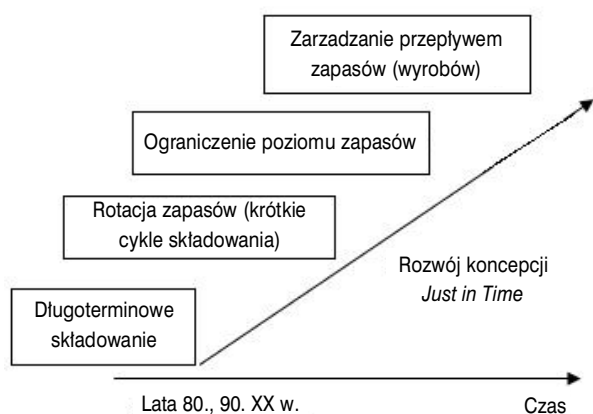 Zarzadzanie przepływem
zapasów (wyrobów)
Ograniczenie poziomu zapasów
Rotacja zapasów (krótkie
cykle składowania)
Rozwój koncepcji
Just in Time
Długoterminowe
składowanie
Lata 80., 90. XX w.
Czas